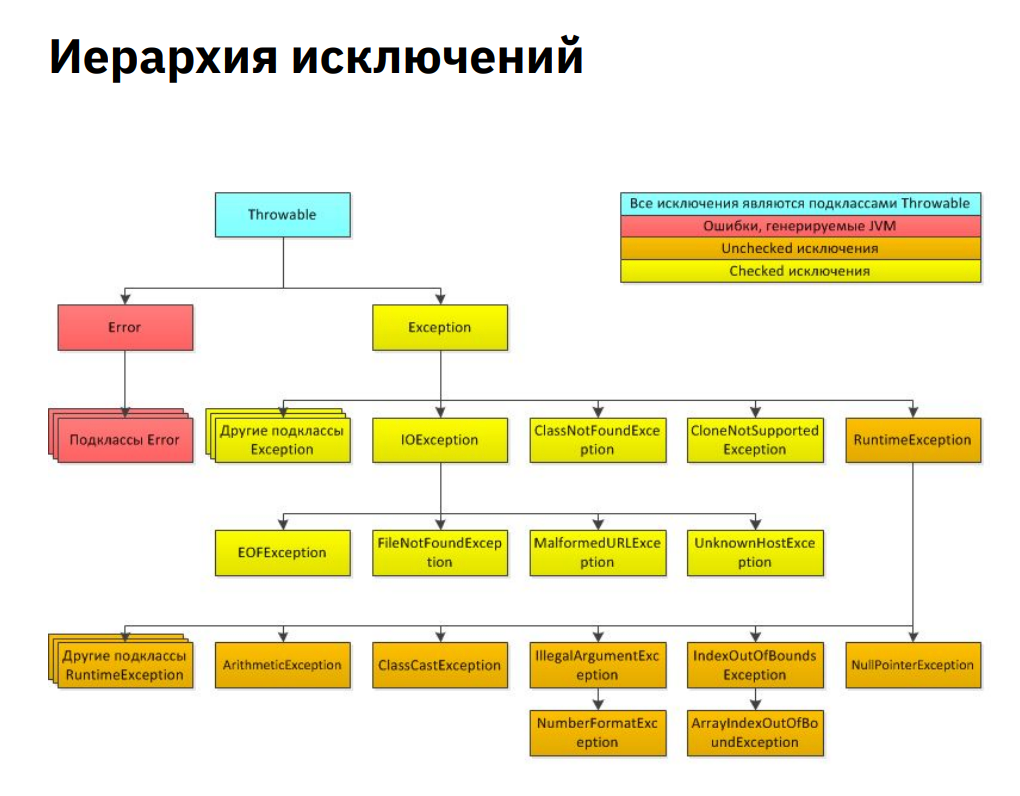 Иерархия исключений
Throwable
Все исключения являются подклассами Throwable
Ошибки, генерируемые JVM
Unchecked исключения
Checked исключения
Error
Exception
Подклассы Error
Другие подклассы
Exception
IOException
ClassNotFoundExce
ption
CloneNotSupported
Exception
RuntimeException
EOFException
FileNotFoundExcep
tion
MalformedURLExce
ption
UnknownHostExce
ption
Другие подклассы
RuntimeException
ArithmeticException
ClassCastException
IllegalArgumentExc
eption
IndexOutOfBounds
Exception
NullPointerException
NumberFormatExc
eption
ArrayIndexOutOfBo
undException